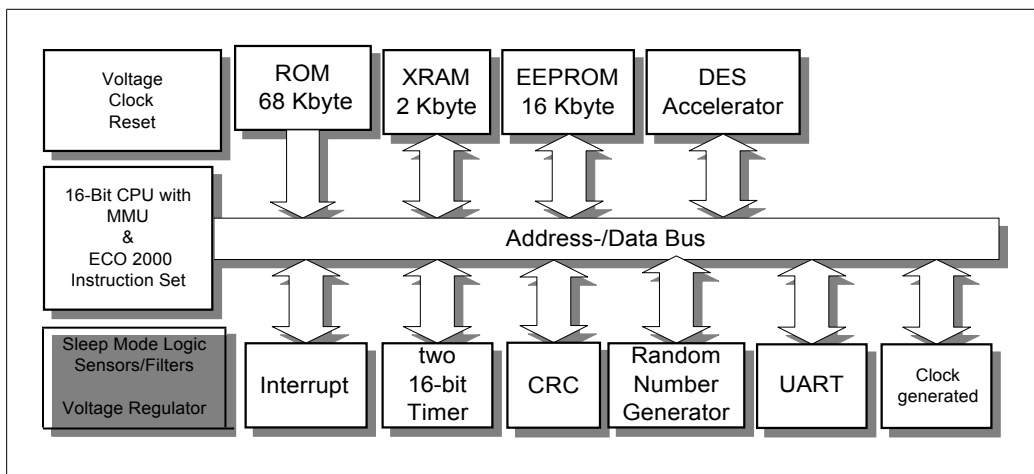 Voltage
Clock
Reset
ROM
68 Kbyte
XRAM
2 Kbyte
EEPROM
16 Kbyte
DES
Accelerator
16-Bit CPU with
MMU
&
ECO 2000
Instruction Set
Address-/Data Bus
Sleep Mode Logic
Sensors/Filters
Voltage Regulator
Interrupt
two
16-bit
Timer
CRC
Random
Number
Generator
UART
Clock
generated